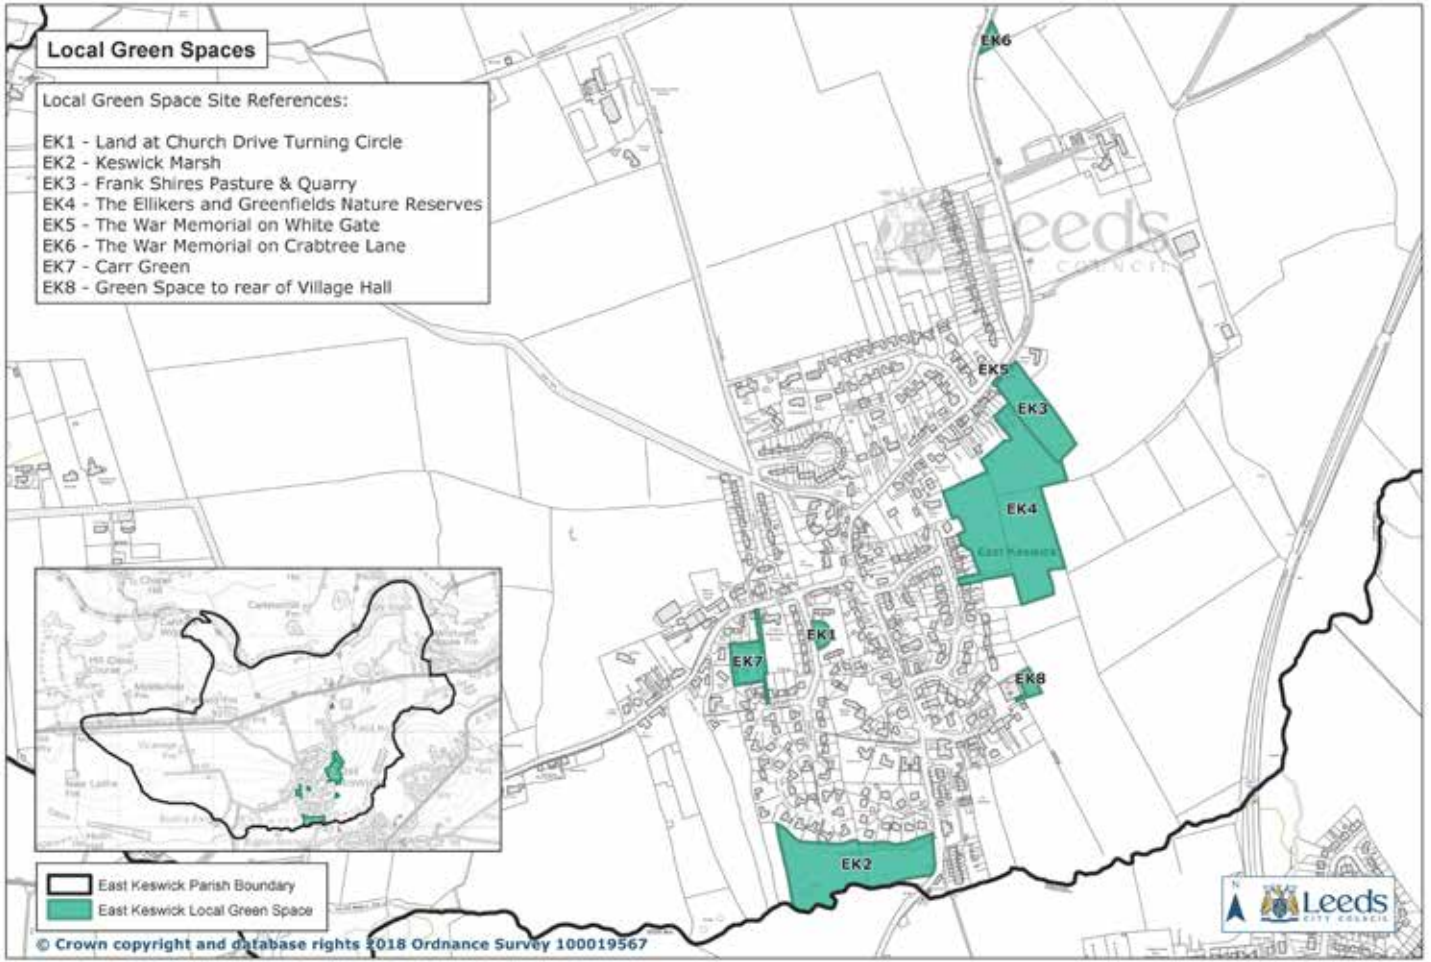 Local Green Spaces
Local Green Space Site References:
EK1 - Land at Church Drive Turning Circle
EK2 - Keswick Marsh
EK3 - Frank Shires Pasture & Quarry
EK4 - The Ellikers and Greenfields Nature Reserves
EK5 - The War Memorial on White Gate
EK6 - The War Memorial on Crabtree Lane
EK7 - Carr Green
EK8 - Green Space to rear of Village Hall
EK6
Leeds
COUNCIL
EK5
EK3
EK4
East Keswick
EK1
EK7
EK8
EK2
East Keswick Parish Boundary
East Keswick Local Green Space
N
Leeds
CITY COUNCIL
© Crown copyright and database rights 2018 Ordnance Survey 100019567